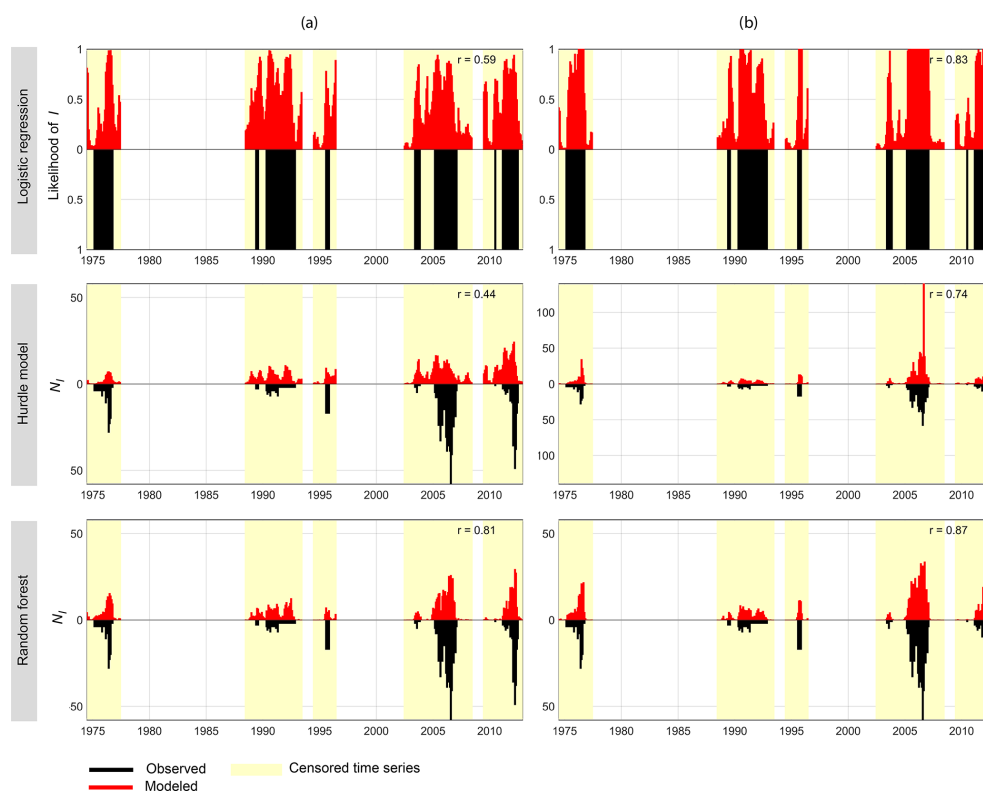 (a) (b)
Logistic regression
Likelihood of I
1
0.5
0
0.5
1
r = 0.59
1975 1980 1985 1990 1995 2000 2005 2010
1
0.5
0
0.5
1
r = 0.83
1975 1980 1985 1990 1995 2000 2005 2010
Hurdle model
N_I
50
0
50
r = 0.44
1975 1980 1985 1990 1995 2000 2005 2010
100
50
0
50
100
r = 0.74
1975 1980 1985 1990 1995 2000 2005 2010
Random forest
N_I
50
0
50
r = 0.81
1975 1980 1985 1990 1995 2000 2005 2010
50
0
50
r = 0.87
1975 1980 1985 1990 1995 2000 2005 2010
Observed Censored time series
Modeled